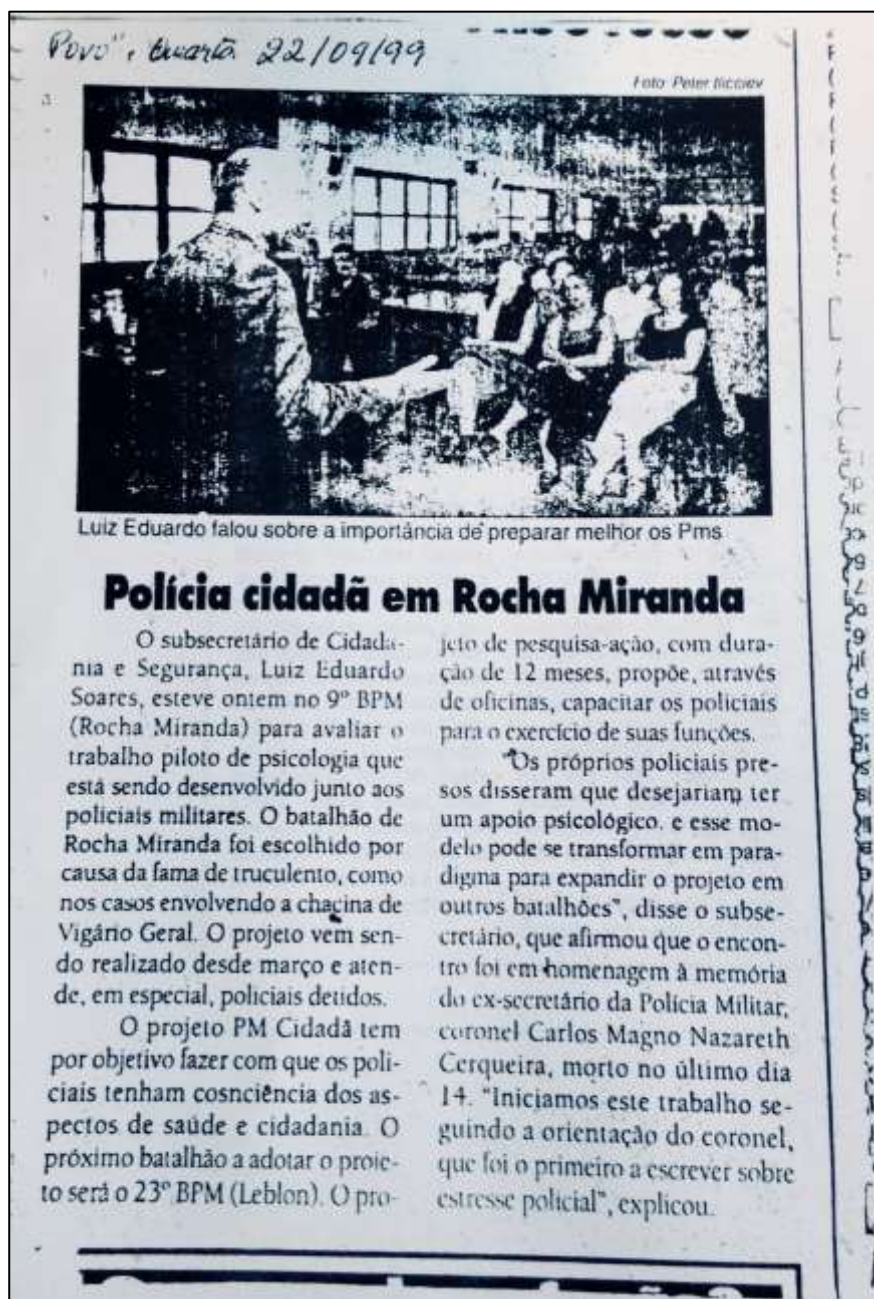 Povo", quarta 22/09/99
Foto: Peter
Luiz Eduardo falou sobre a importância de preparar melhor os Pms
Polícia cidadã em Rocha Miranda
O subsecretário de Cidada-
nia e Segurança, Luiz Eduardo
Soares, esteve ontem no 9º BPM
(Rocha Miranda) para avaliar o
trabalho piloto de psicologia que
está sendo desenvolvido junto aos
policiais militares. O batalhão de
Rocha Miranda foi escolhido por
causa da fama de truculento, como
nos casos envolvendo a chacina de
Vigário Geral. O projeto vem sen-
do realizado desde março e aten-
de, em especial, policiais detidos.
O projeto PM Cidadã tem
por objetivo fazer com que os poli-
ciais tenham cosnciência dos as-
pectos de saúde e cidadania. O
próximo batalhão a adotar o proje-
to será o 23º BPM (Leblon). O pro-
jeto de pesquisa-ação, com dura-
ção de 12 meses, propõe, através
de oficinas, capacitar os policiais
para o exercício de suas funções.
"Os próprios policiais pre-
sos disseram que desejariam ter
um apoio psicológico. e esse mo-
delo pode se transformar em para-
digma para expandir o projeto em
outros batalhões", disse o subse-
cretário, que afirmou que o encon-
tro foi em homenagem à memória
do ex-secretário da Polícia Militar,
coronel Carlos Magno Nazareth
Cerqueira, morto no último dia
14. "Iniciamos este trabalho se-
guindo a orientação do coronel,
que foi o primeiro a escrever sobre
estresse policial", explicou.